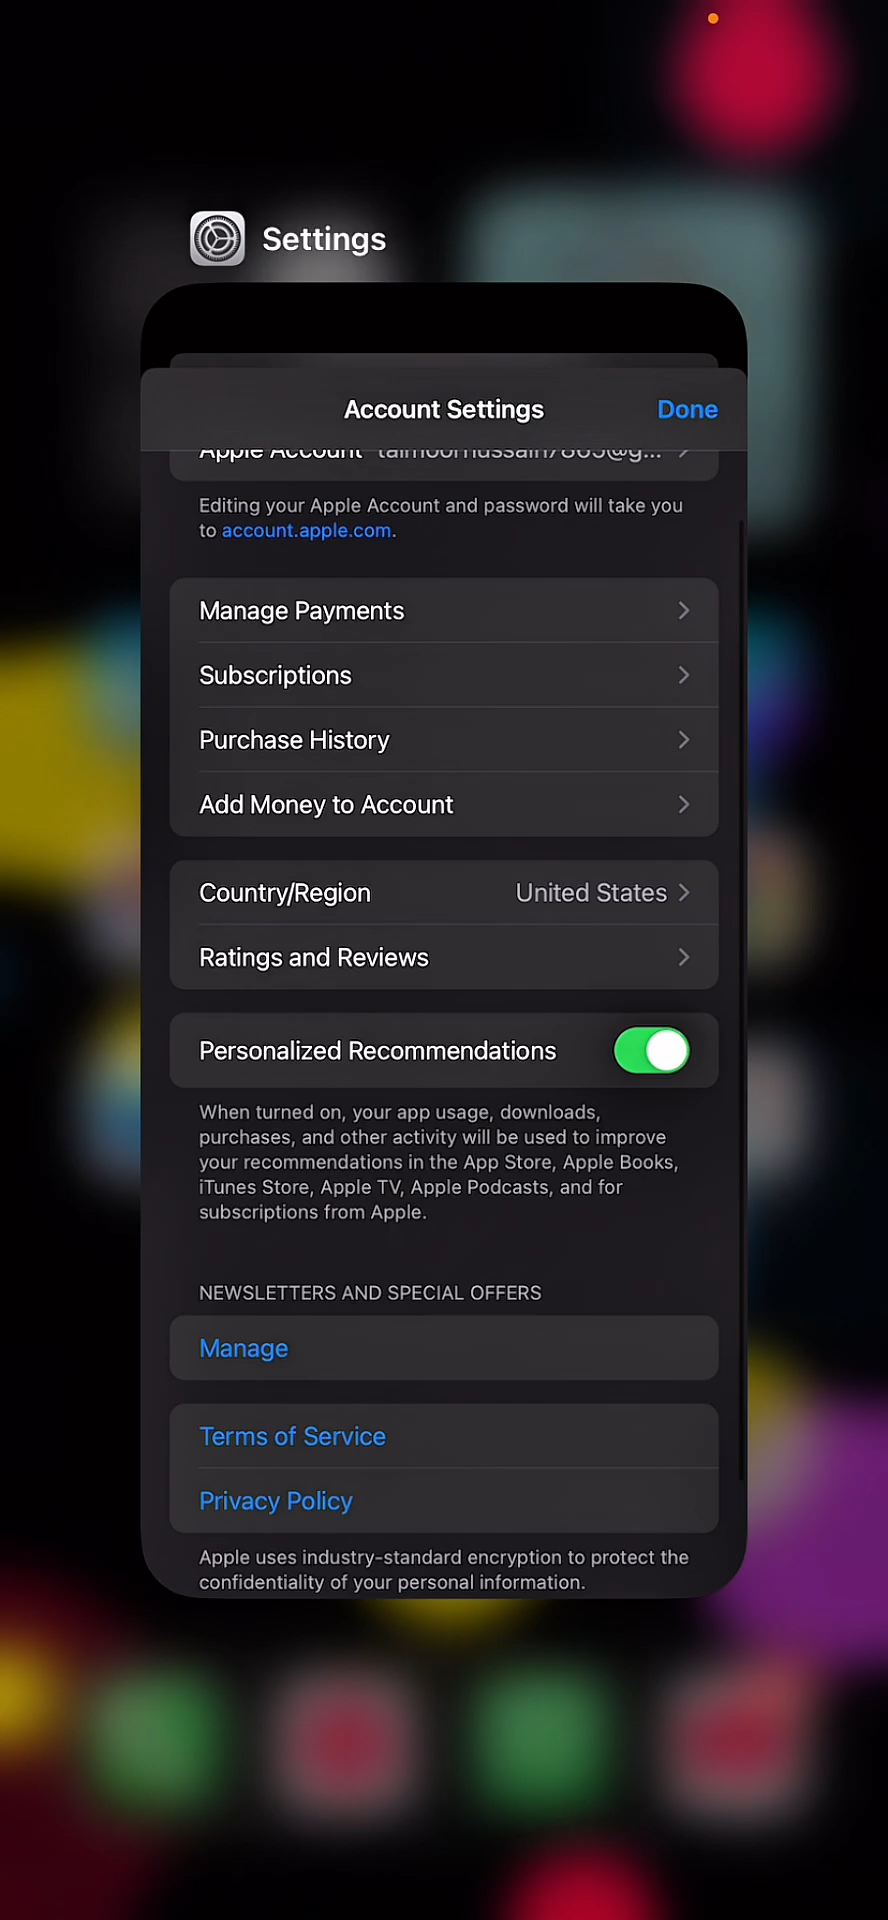 Settings
Account Settings
Done
Apple Account taimoorhussain7865@g...
Editing your Apple Account and password will take you
to account.apple.com.
Manage Payments
Subscriptions
Purchase History
Add Money to Account
Country/Region United States
Ratings and Reviews
Personalized Recommendations
When turned on, your app usage, downloads,
purchases, and other activity will be used to improve
your recommendations in the App Store, Apple Books,
iTunes Store, Apple TV, Apple Podcasts, and for
subscriptions from Apple.
NEWSLETTERS AND SPECIAL OFFERS
Manage
Terms of Service
Privacy Policy
Apple uses industry-standard encryption to protect the
confidentiality of your personal information.